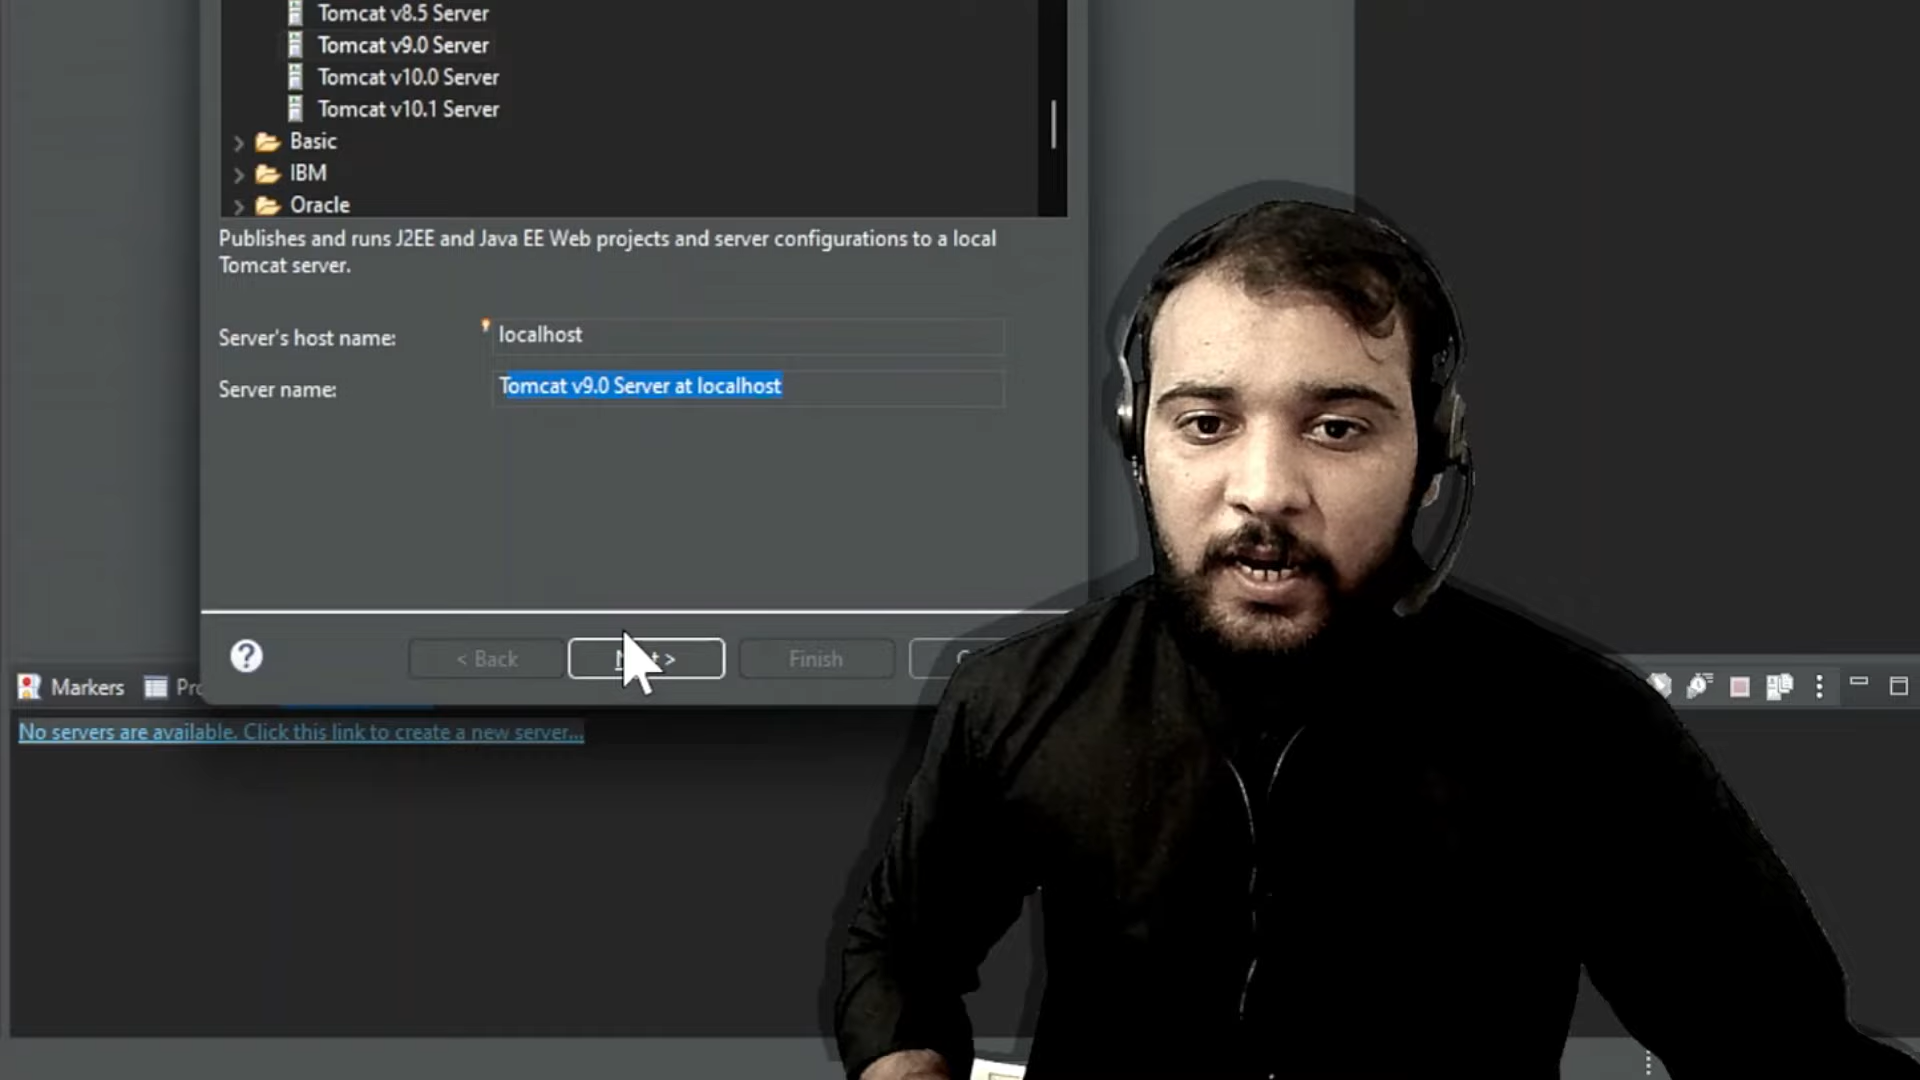 Tomcat v8.5 Server
Tomcat v9.0 Server
Tomcat v10.0 Server
Tomcat v10.1 Server
Basic
IBM
Oracle
Publishes and runs J2EE and Java EE Web projects and server configurations to a local
Tomcat server.
Server's host name: localhost
Server name: Tomcat v9.0 Server at localhost
< Back
Finish
Markers
No servers are available. Click this link to create a new server...